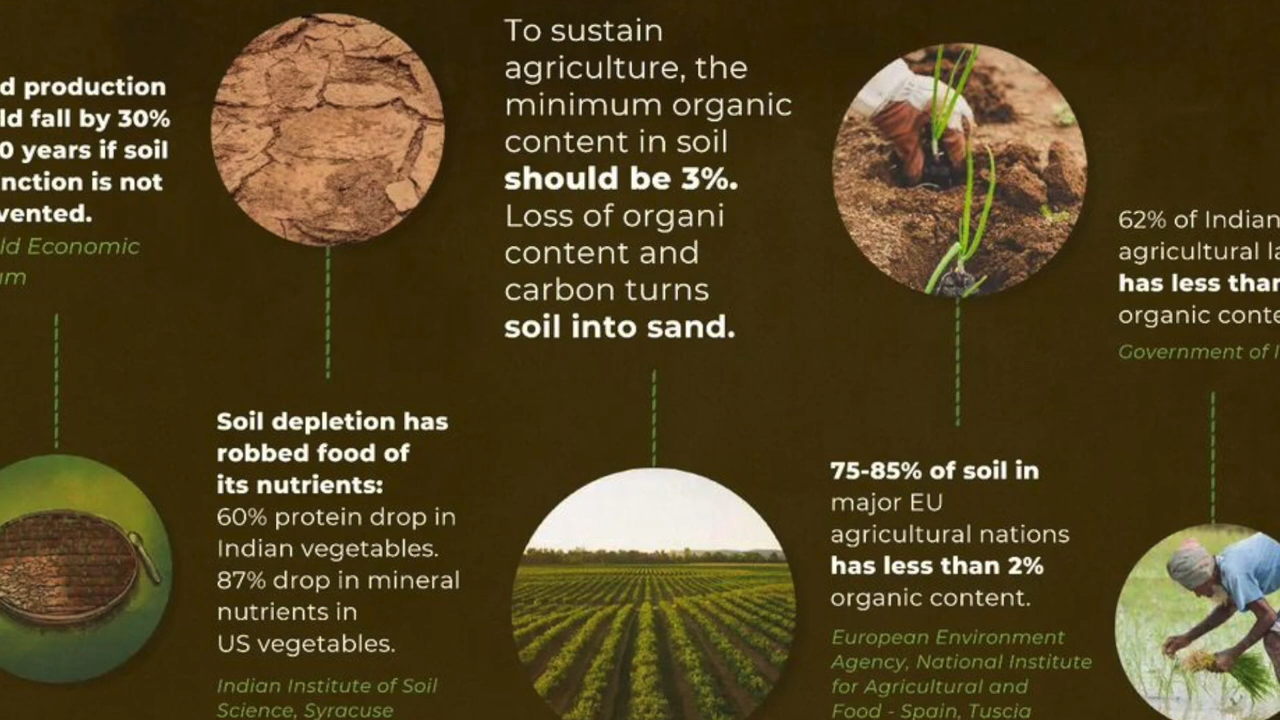 d production
ld fall by 30%
0 years if soil
nction is not
vented.
ld Economic
um
Soil depletion has
robbed food of
its nutrients:
60% protein drop in
Indian vegetables.
87% drop in mineral
nutrients in
US vegetables.
Indian Institute of Soil
Science, Syracuse
To sustain
agriculture, the
minimum organic
content in soil
should be 3%.
Loss of organi
content and
carbon turns
soil into sand.
75-85% of soil in
major EU
agricultural nations
has less than 2%
organic content.
European Environment
Agency, National Institute
for Agricultural and
Food - Spain, Tuscia
62% of Indian
agricultural la
has less than
organic conte
Government of I